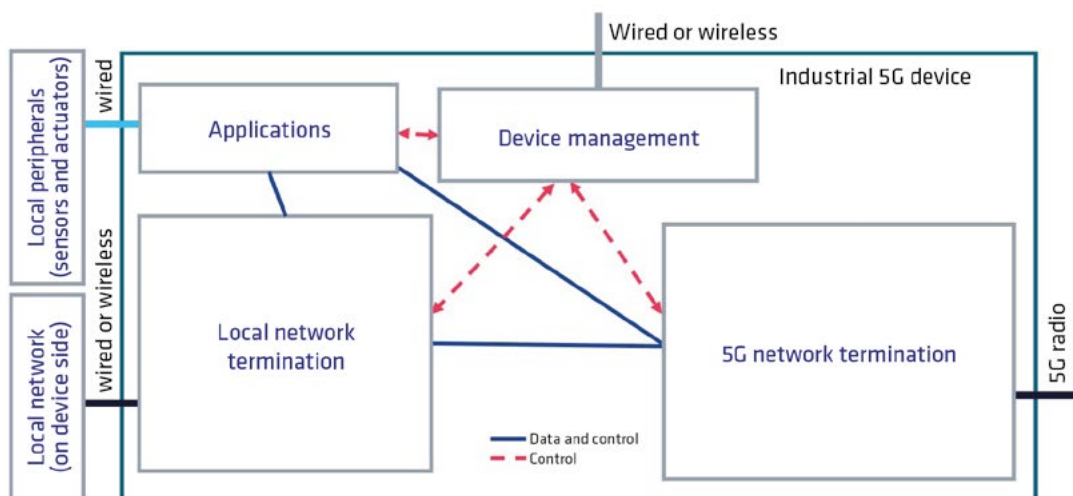 Wired or wireless
Industrial 5G device
Local peripherals
(sensors and actuators)
wired
Applications
Device management
Local network
(on device side)
wired or wireless
Local network
termination
5G network termination
5G radio
Data and control
Control